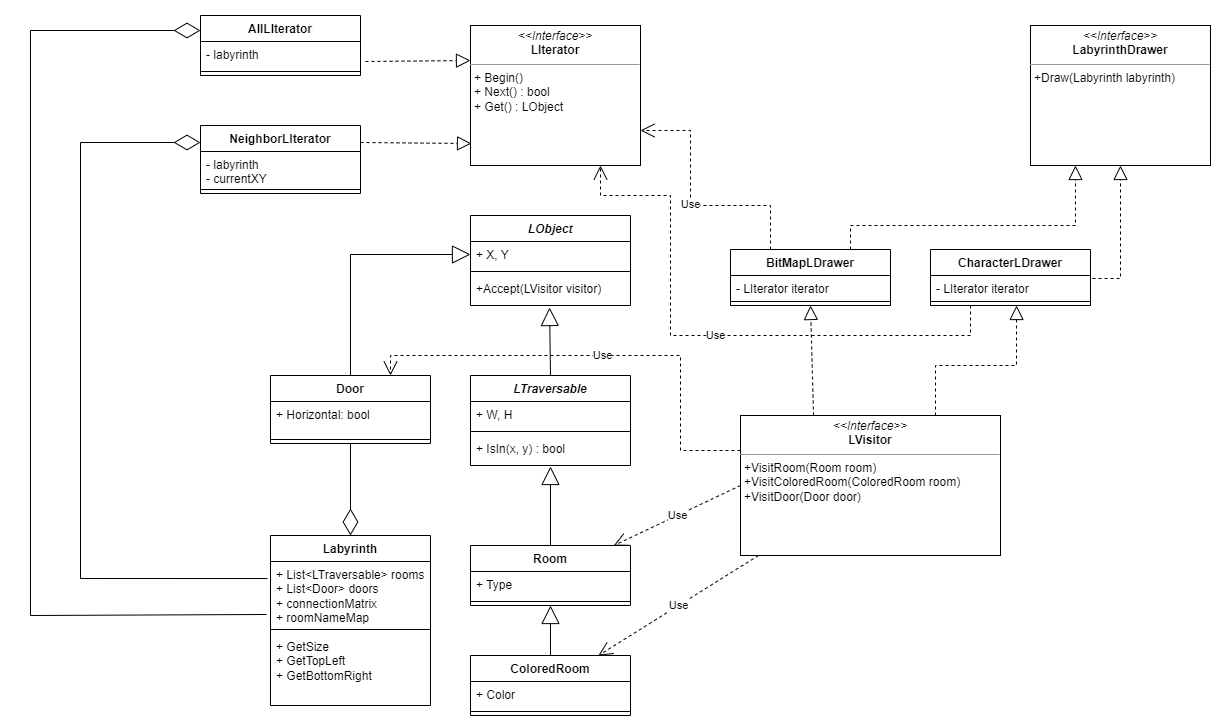 AllLIterator
- labyrinth
<<Interface>>
LIterator
+ Begin()
+ Next() : bool
+ Get() : LObject
<<Interface>>
LabyrinthDrawer
+Draw(Labyrinth labyrinth)
NeighborLIterator
- labyrinth
- currentXY
Use
LObject
+ X, Y
+Accept(LVisitor visitor)
BitMapLDrawer
- LIterator iterator
CharacterLDrawer
- LIterator iterator
Use
Use
Door
+ Horizontal: bool
LTraversable
+ W, H
+ IsIn(x, y) : bool
<<Interface>>
LVisitor
+VisitRoom(Room room)
+VisitColoredRoom(ColoredRoom room)
+VisitDoor(Door door)
Use
Labyrinth
+ List<LTraversable> rooms
+ List<Door> doors
+ connectionMatrix
+ roomNameMap
+ GetSize
+ GetTopLeft
+ GetBottomRight
Room
+ Type
Use
ColoredRoom
+ Color